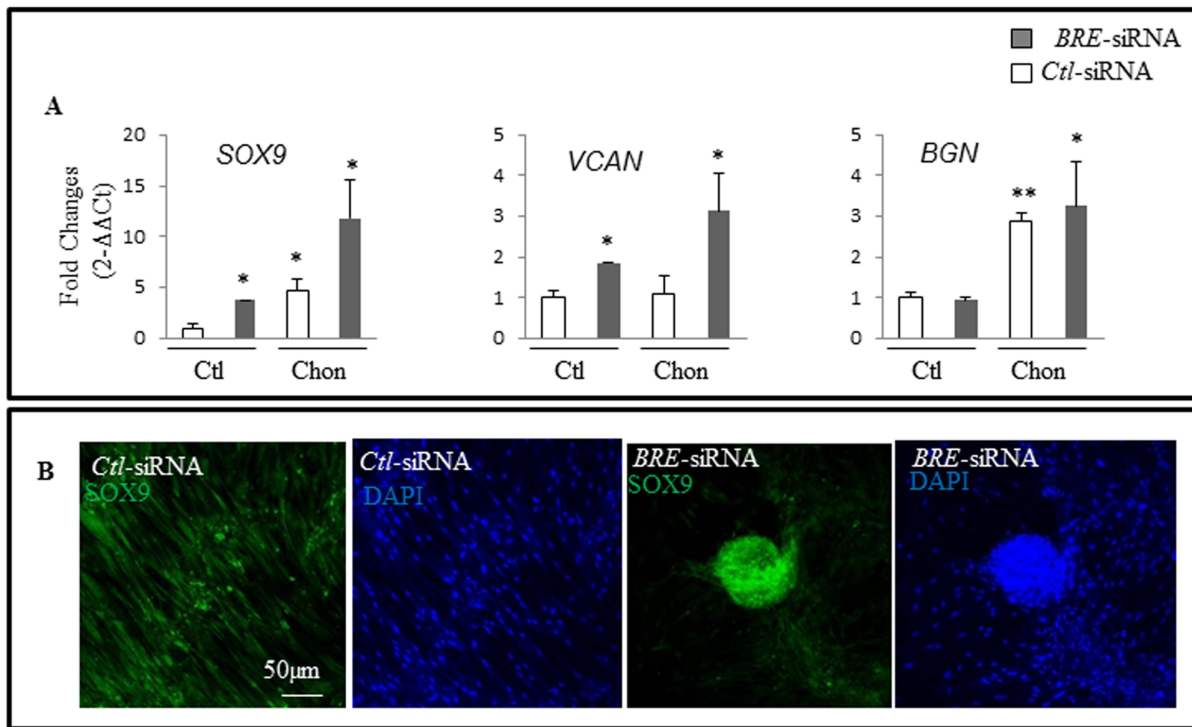 BRE-siRNA
Ctl-siRNA
A
Fold Changes
(2-ΔΔCt)
20
15
10
5
0
SOX9
*
*
*
Ctl
Chon
5
4
3
2
1
0
VCAN
*
*
Ctl
Chon
5
4
3
2
1
0
BGN
**
*
Ctl
Chon
B
Ctl-siRNA
SOX9
50μm
Ctl-siRNA
DAPI
BRE-siRNA
SOX9
BRE-siRNA
DAPI